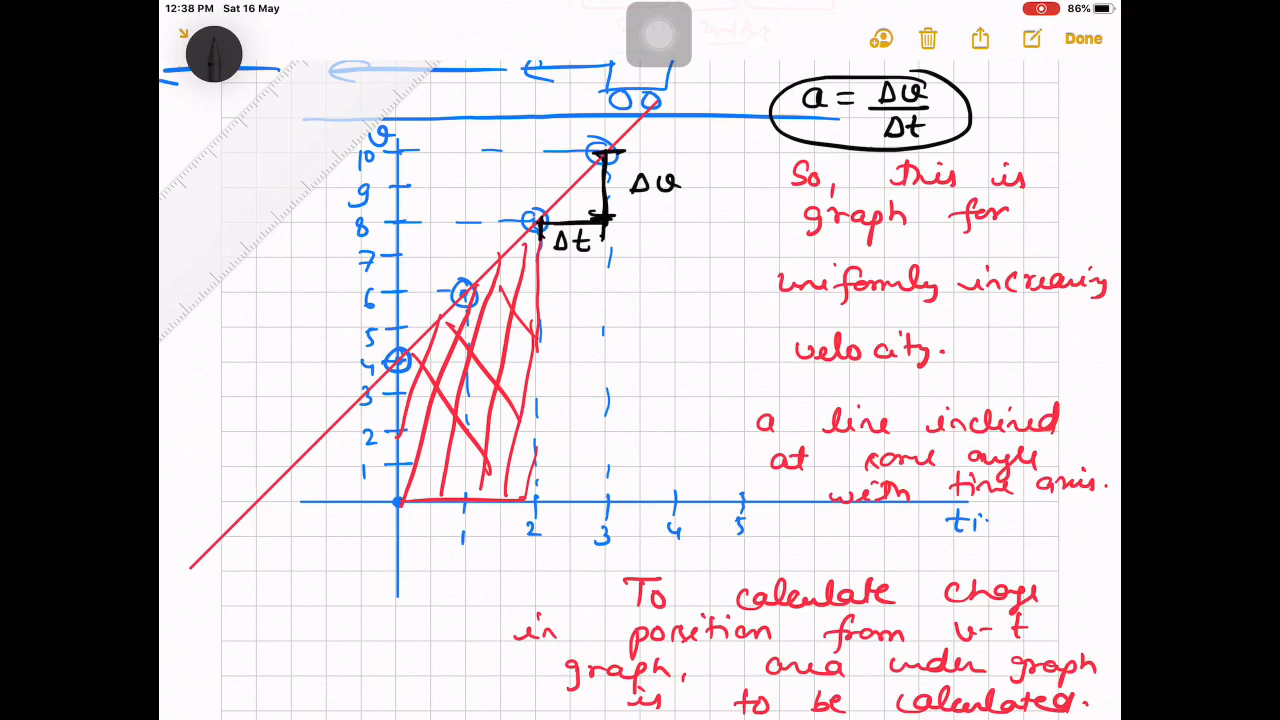 12:38 PM Sat 16 May
86%
Done
a = Δv
Δt
So, this is
graph for
uniformly increasing
velocity.
a line inclined
at some angle
with time axis.
v
10
9
8
7
6
5
4
3
2
1
Δv
Δt
1 2 3 4 5
ti
To calculate change
in position from v-t
graph, area under graph
is to be calculated.